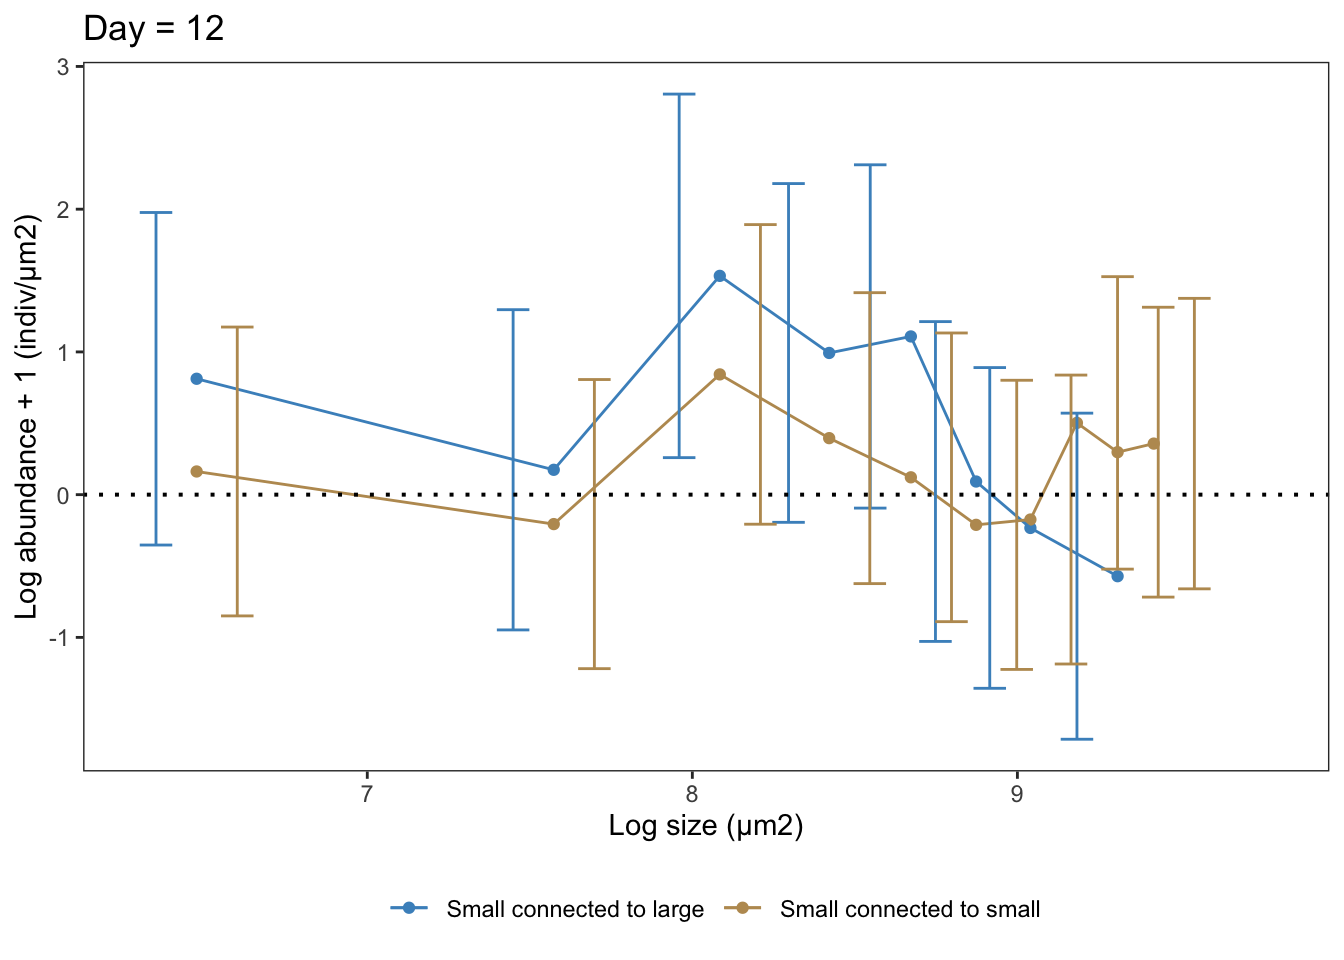 Day = 12
3
2
1
0
-1
Log abundance + 1 (indiv/µm2)
7 8 9
Log size (µm2)
Small connected to large Small connected to small